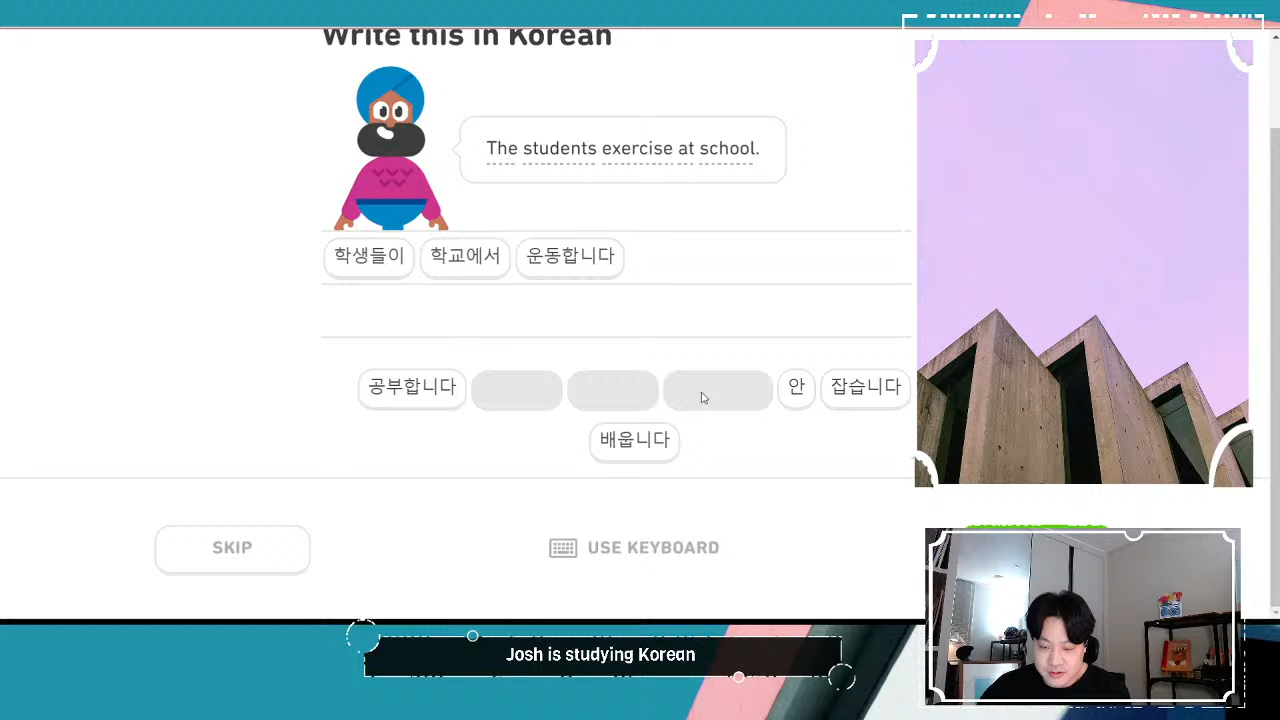 Write this in Korean
The students exercise at school.
학생들이 학교에서 운동합니다
공부합니다 안 잡습니다
배웁니다
SKIP USE KEYBOARD
Josh is studying Korean